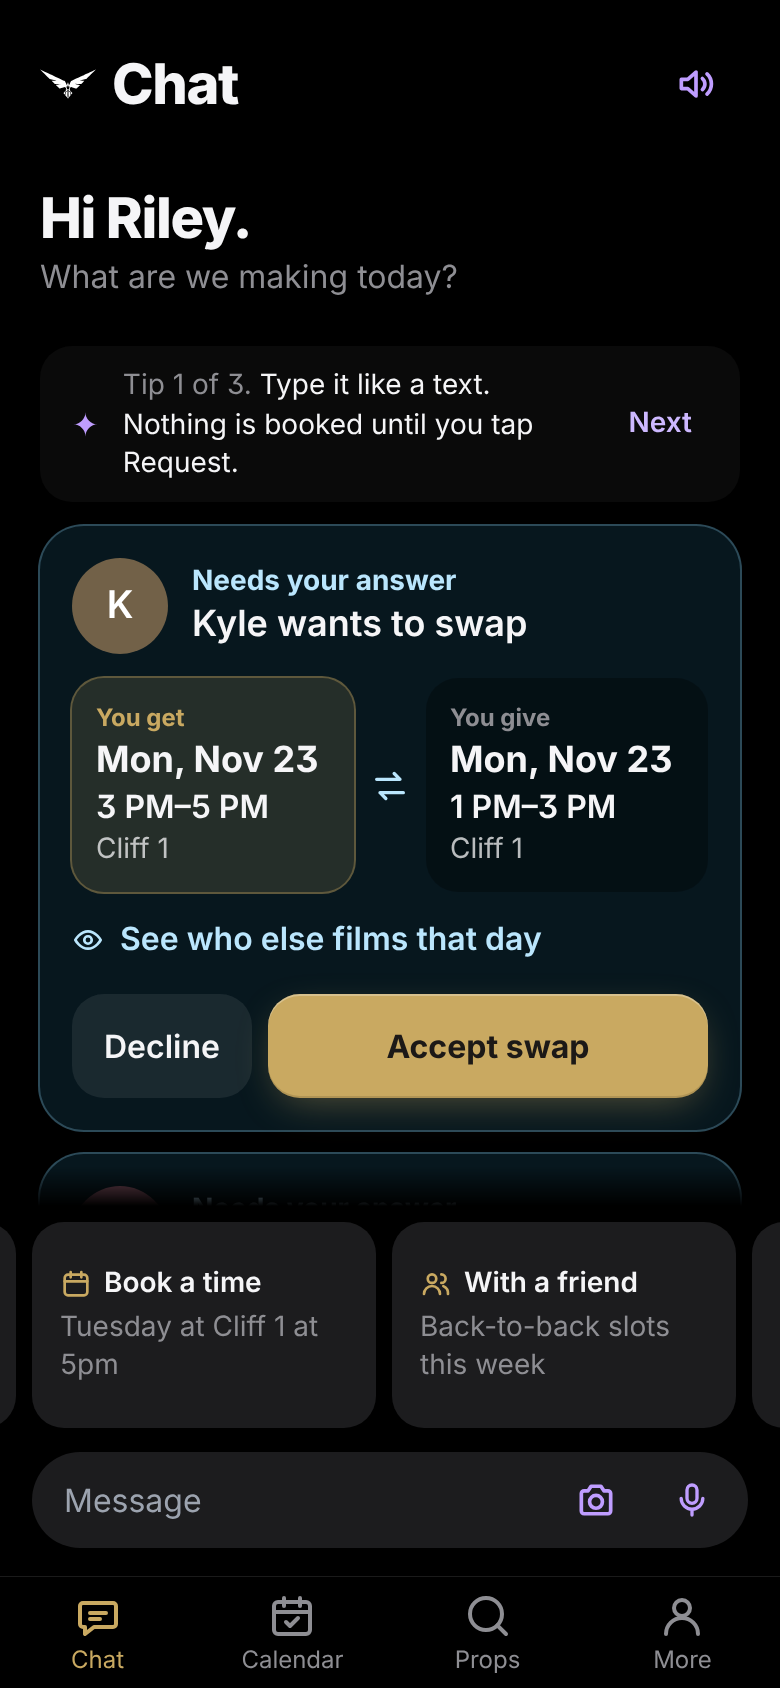 Chat
Hi Riley.
What are we making today?
Tip 1 of 3. Type it like a text.
Nothing is booked until you tap
Request.
Next
K
Needs your answer
Kyle wants to swap
You get
Mon, Nov 23
3 PM–5 PM
Cliff 1
You give
Mon, Nov 23
1 PM–3 PM
Cliff 1
See who else films that day
Decline
Accept swap
Needs your answer
Book a time
Tuesday at Cliff 1 at
5pm
With a friend
Back-to-back slots
this week
Message
Chat
Calendar
Props
More